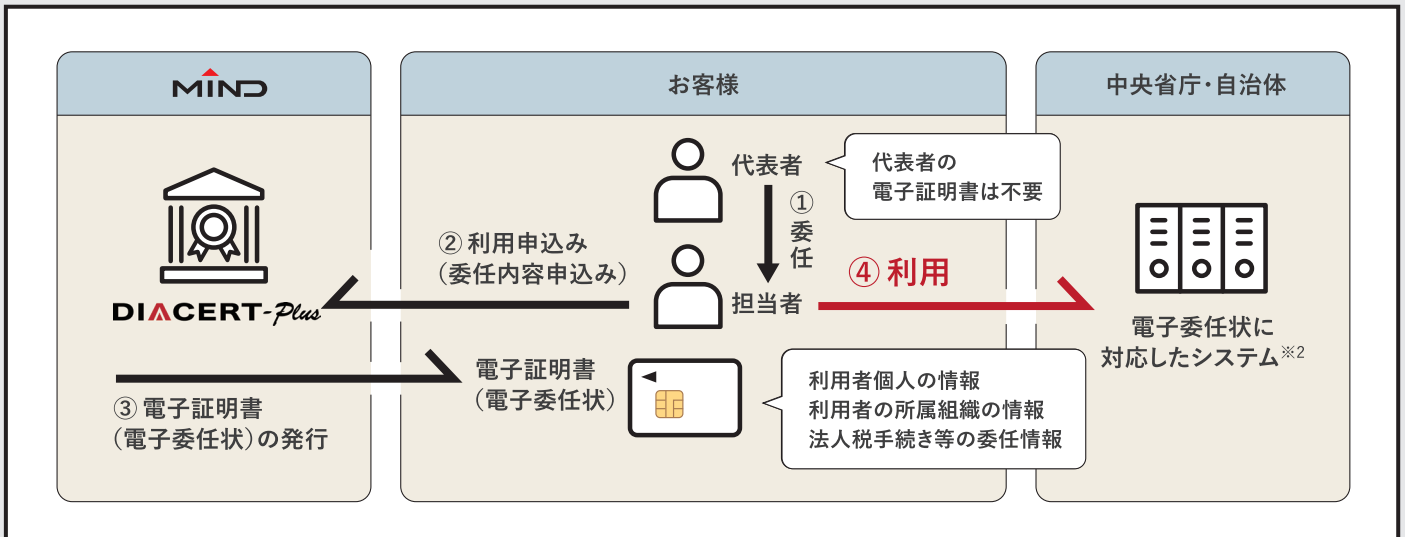 MIND
お客様
中央省庁・自治体
代表者
代表者の
電子証明書は不要
①
委
任
②利用申込み
（委任内容申込み）
担当者
④利用
DIACERT-Plus
電子委任状に
対応したシステム※2
③電子証明書
（電子委任状）の発行
電子証明書
（電子委任状）
利用者個人の情報
利用者の所属組織の情報
法人税手続き等の委任情報